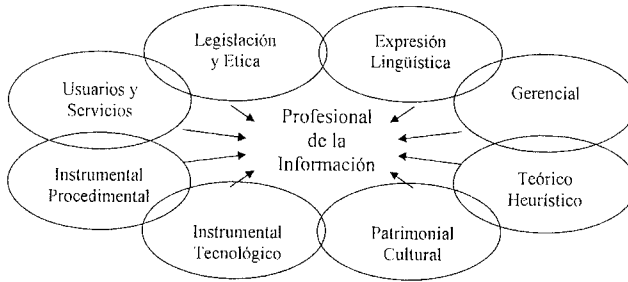 Legislación
y Etica
Expresión
Lingüística
Usuarios y
Servicios
Gerencial
Profesional
de la
Información
Instrumental
Procedimental
Teórico
Heurístico
Instrumental
Tecnológico
Patrimonial
Cultural